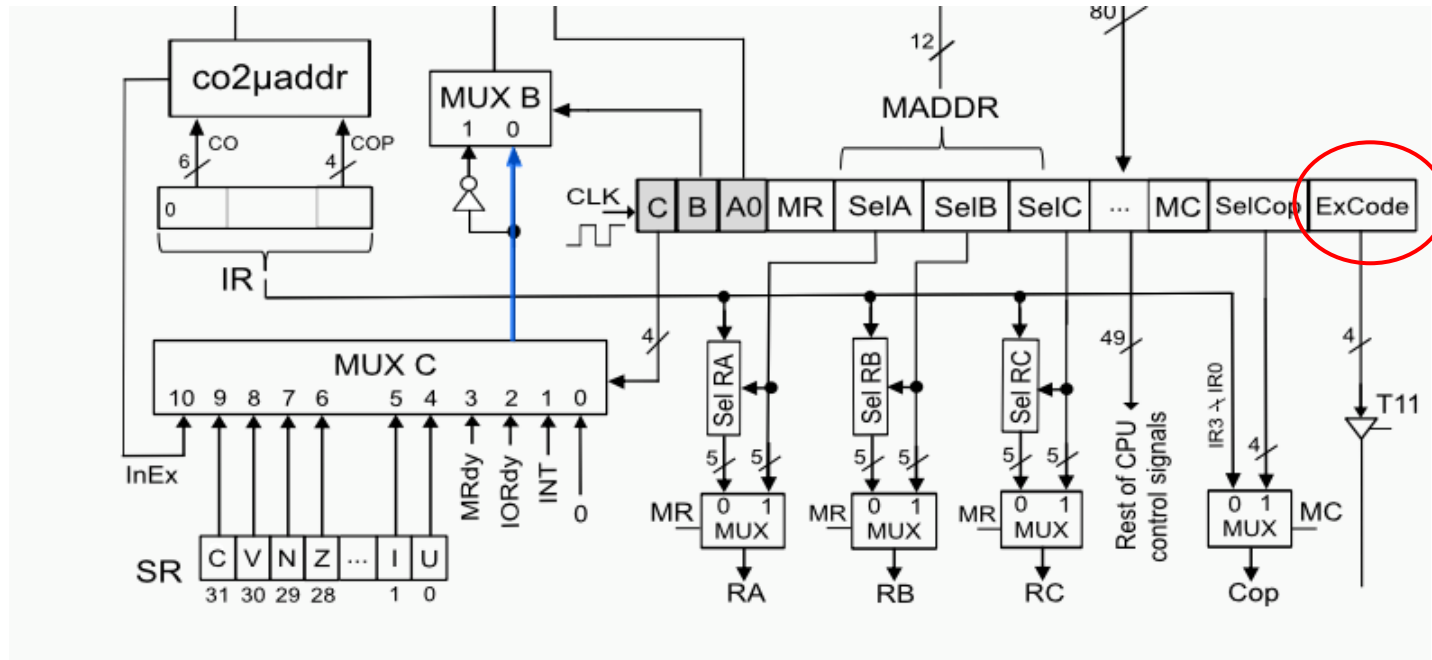 80
12
co2µaddr
MUX B
1 0
MADDR
CO
COP
6
4
0
CLK
C B A0 MR SelA SelB SelC ... MC SelCop ExCode
IR
4
49
4
MUX C
10 9 8 7 6 5 4 3 2 1 0
Sel RA
Sel RB
Sel RC
IR3 ÷ IR0
T11
InEx
MRdy
IORdy
INT
0
5 5
5 5
5 5
4
Rest of CPU
control signals
MR 0 1
MUX
MR 0 1
MUX
MR 0 1
MUX
0 1 MC
MUX
SR C V N Z ... I U
31 30 29 28 1 0
RA
RB
RC
Cop